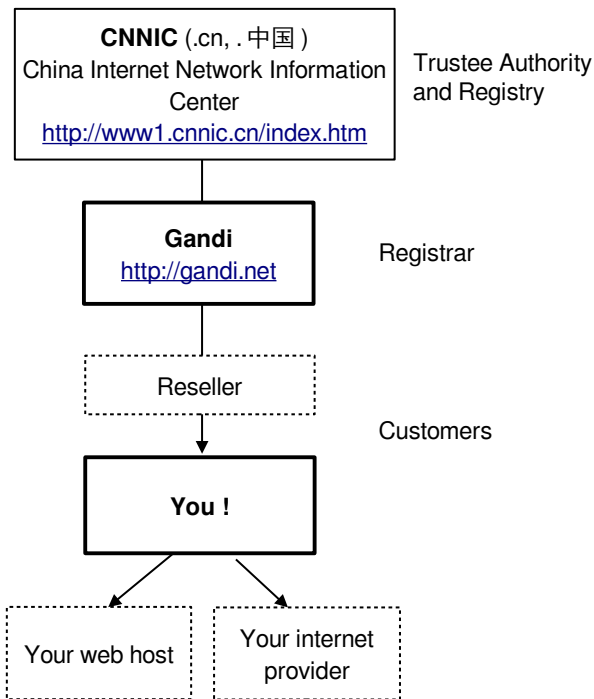 CNNIC (.cn, . 中国 )
China Internet Network Information
Center
http://www1.cnnic.cn/index.htm
Trustee Authority
and Registry
Gandi
http://gandi.net
Registrar
Reseller
Customers
You !
Your web host
Your internet
provider